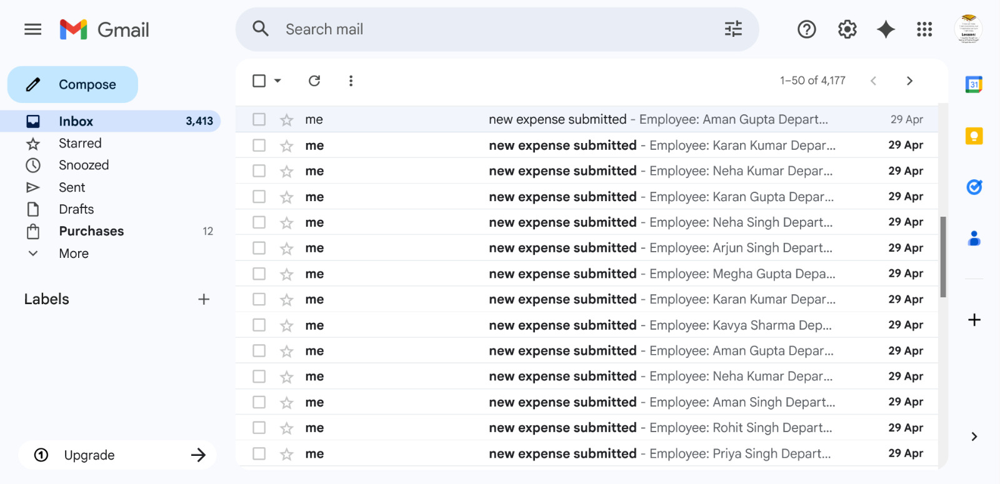 Gmail
Search mail
Compose
1–50 of 4,177
Inbox 3,413
Starred
Snoozed
Sent
Drafts
Purchases 12
More
Labels
Upgrade
me new expense submitted - Employee: Aman Gupta Depart... 29 Apr
me new expense submitted - Employee: Karan Kumar Depar... 29 Apr
me new expense submitted - Employee: Neha Kumar Depar... 29 Apr
me new expense submitted - Employee: Karan Gupta Depar... 29 Apr
me new expense submitted - Employee: Neha Singh Depart... 29 Apr
me new expense submitted - Employee: Arjun Singh Depart... 29 Apr
me new expense submitted - Employee: Megha Gupta Depa... 29 Apr
me new expense submitted - Employee: Karan Kumar Depar... 29 Apr
me new expense submitted - Employee: Kavya Sharma Dep... 29 Apr
me new expense submitted - Employee: Aman Gupta Depar... 29 Apr
me new expense submitted - Employee: Neha Kumar Depar... 29 Apr
me new expense submitted - Employee: Aman Singh Depart... 29 Apr
me new expense submitted - Employee: Rohit Singh Depart... 29 Apr
me new expense submitted - Employee: Priya Singh Depart... 29 Apr
Lesson:
31